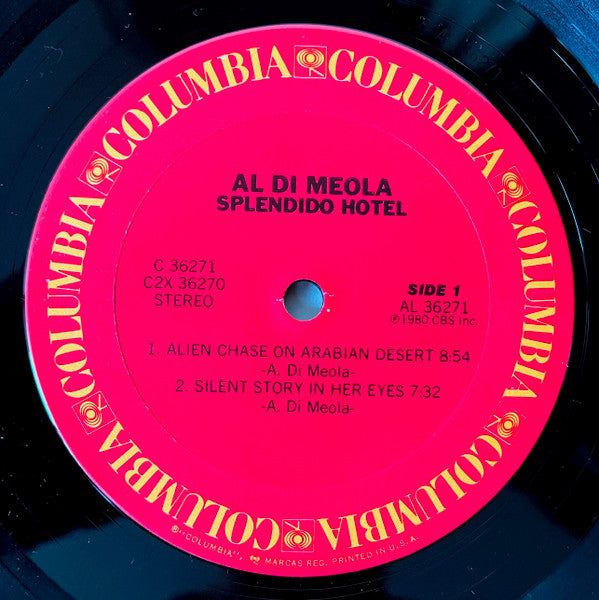 COLUMBIA COLUMBIA COLUMBIA COLUMBIA COLUMBIA COLUMBIA
AL DI MEOLA
SPLENDIDO HOTEL
C 36271
C2X 36270
STEREO
SIDE 1
AL 36271
℗1980 CBS Inc.
1. ALIEN CHASE ON ARABIAN DESERT 8:54
-A. Di Meola-
2. SILENT STORY IN HER EYES 7:32
-A. Di Meola-
® "COLUMBIA", MARCAS REG. PRINTED IN U.S.A.